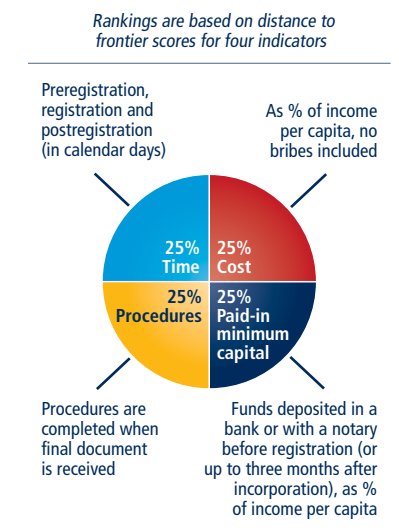 Rankings are based on distance to
frontier scores for four indicators
Preregistration,
registration and
postregistration
(in calendar days)
As % of income
per capita, no
bribes included
25%
Time
25%
Cost
25%
Procedures
25%
Paid-in
minimum
capital
Procedures are
completed when
final document
is received
Funds deposited in a
bank or with a notary
before registration (or
up to three months after
incorporation), as %
of income per capita